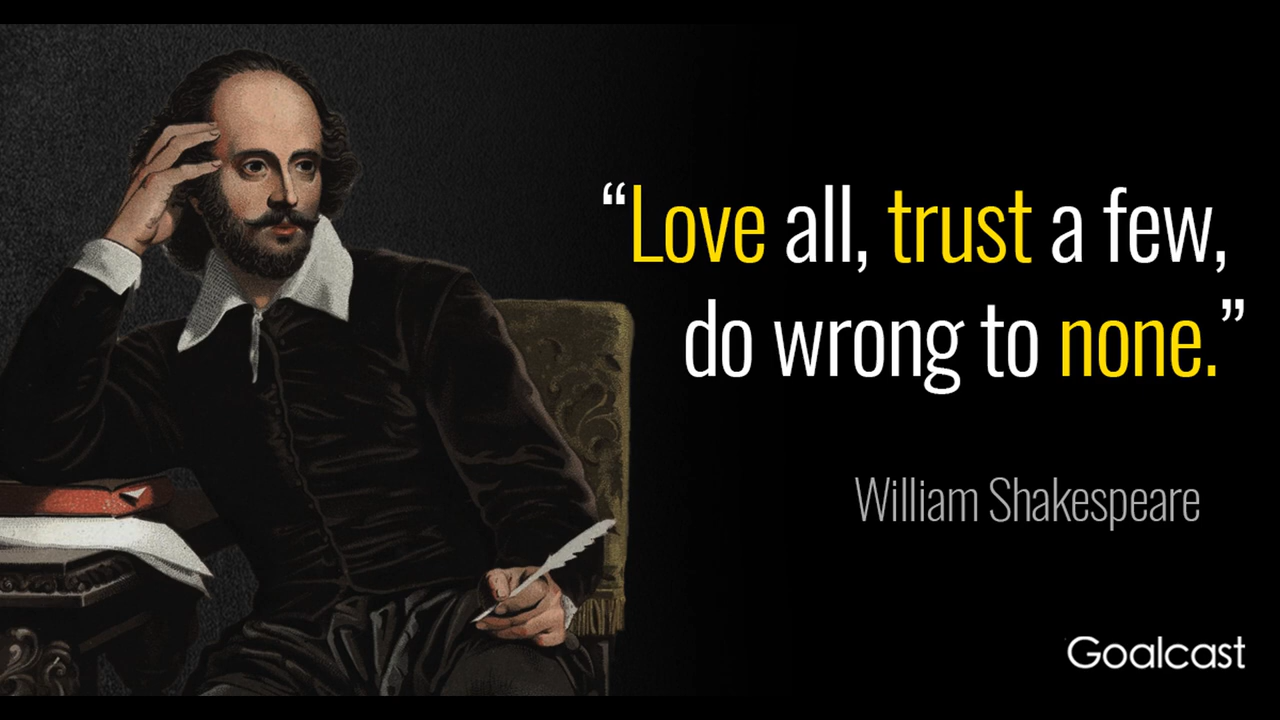 “Love all, trust a few,
do wrong to none.”
William Shakespeare
Goalcast